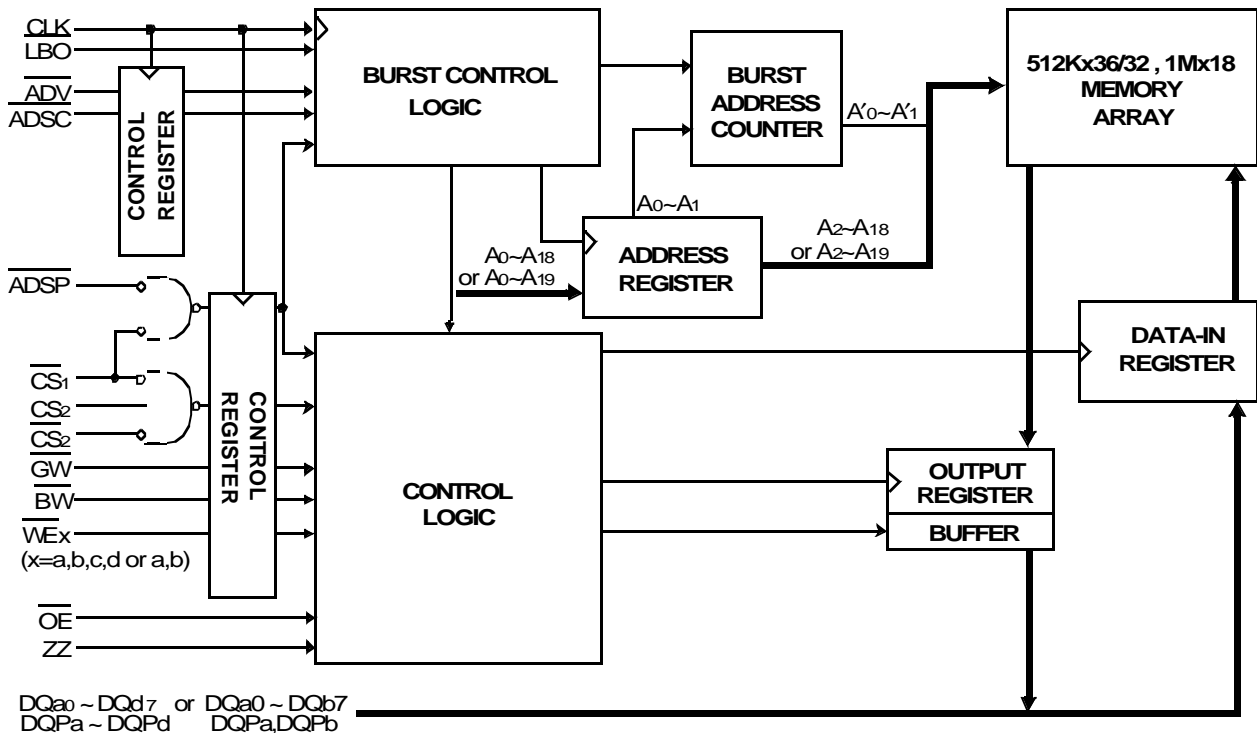 CLK
LBO
ADV
ADSC
CONTROL
REGISTER
BURST CONTROL
LOGIC
BURST
ADDRESS
COUNTER
A′0~A′1
512Kx36/32 , 1Mx18
MEMORY
ARRAY
A0~A1
A2~A18
or A2~A19
A0~A18
or A0~A19
ADDRESS
REGISTER
ADSP
CS1
CS2
CS2
GW
BW
WEx
(x=a,b,c,d or a,b)
OE
ZZ
CONTROL
REGISTER
CONTROL
LOGIC
DATA-IN
REGISTER
OUTPUT
REGISTER
BUFFER
DQa0 ~ DQd7 or DQa0 ~ DQb7
DQPa ~ DQPd DQPa,DQPb